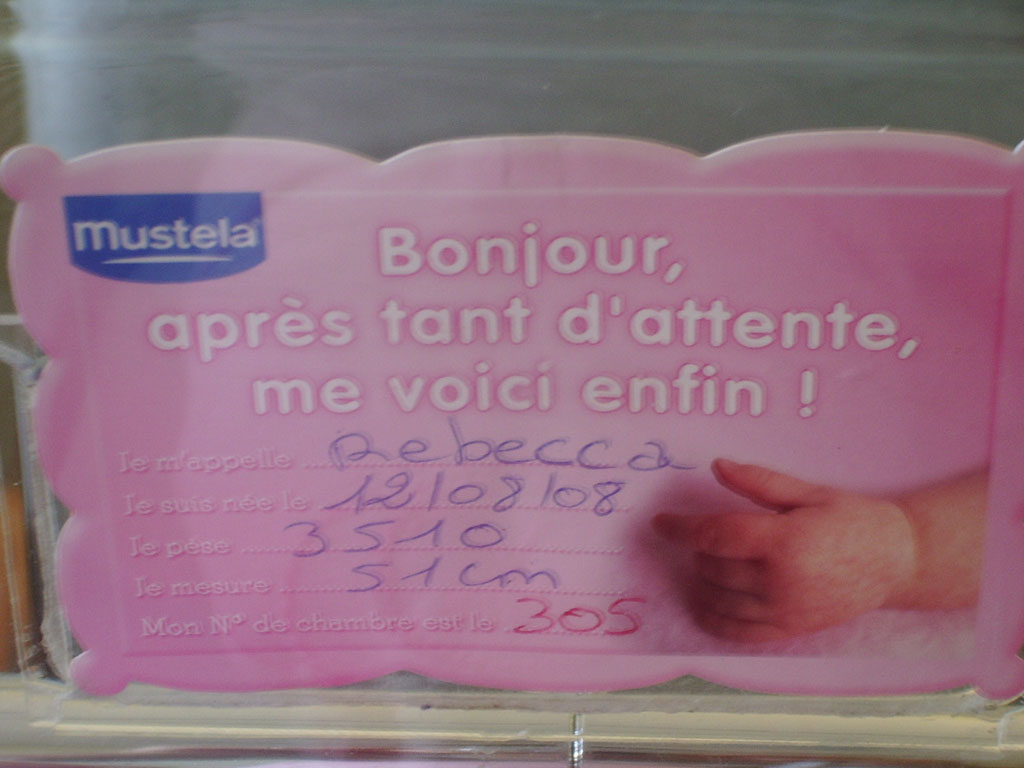 mustela
Bonjour,
après tant d'attente,
me voici enfin !
Je m'appelle Rebecca
Je suis née le 12/08/08
Je pèse 3510
Je mesure 51 cm
Mon N° de chambre est le 305